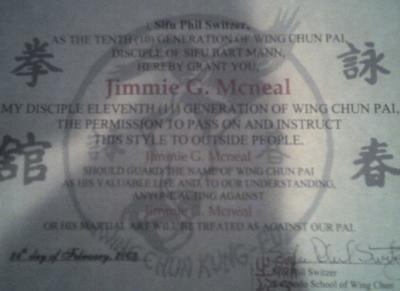 Sifu Phil Switzer,
AS THE TENTH (10) GENERATION OF WING CHUN PAI,
DISCIPLE OF SIFU BART MANN,
HEREBY GRANT YOU,
Jimmie G. Mcneal
MY DISCIPLE ELEVENTH (11) GENERATION OF WING CHUN PAI,
THE PERMISSION TO PASS ON AND INSTRUCT
THIS STYLE TO OUTSIDE PEOPLE.
Jimmie G. Mcneal
SHOULD GUARD THE NAME OF WING CHUN PAI
AS HIS VALUABLE LIFE AND, TO OUR UNDERSTANDING,
ANYONE ACTING AGAINST
Jimmie G. Mcneal
OR HIS MARTIAL ART WILL BE TREATED AS AGAINST OUR PAI.
day of February,
Phil Switzer
School of Wing Chun
WING CHUN KUNG FU
詠春
拳館